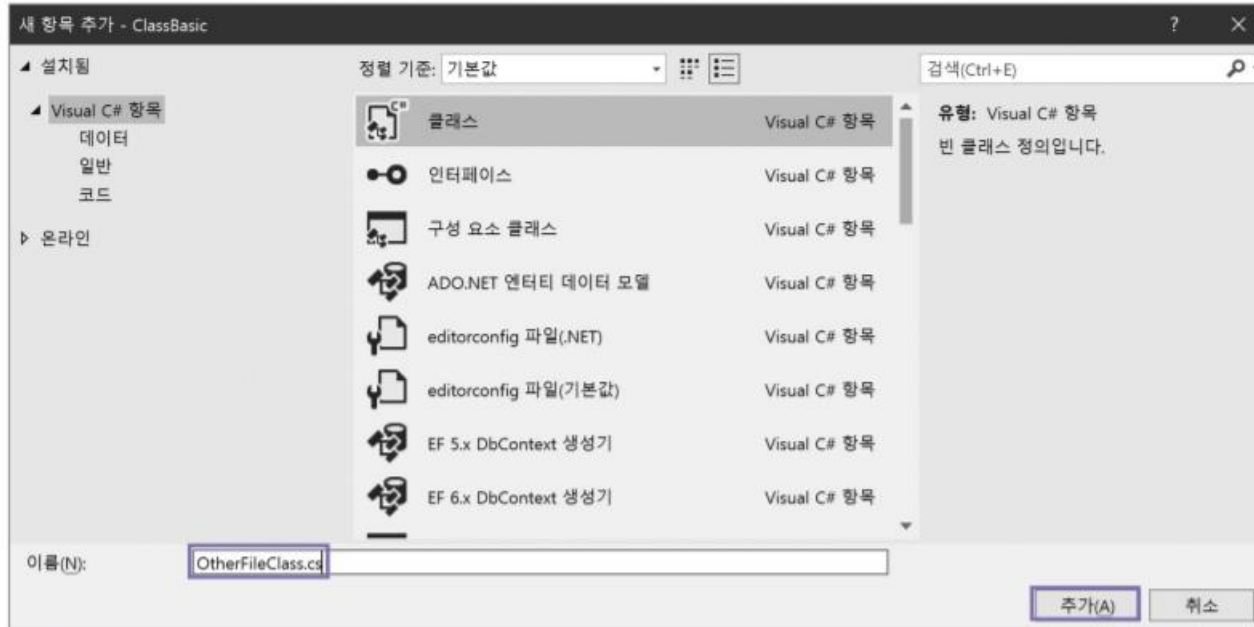 새 항목 추가 - ClassBasic
설치됨
Visual C# 항목
데이터
일반
코드
온라인
정렬 기준: 기본값
클래스 Visual C# 항목
인터페이스 Visual C# 항목
구성 요소 클래스 Visual C# 항목
ADO.NET 엔터티 데이터 모델 Visual C# 항목
editorconfig 파일(.NET) Visual C# 항목
editorconfig 파일(기본값) Visual C# 항목
EF 5.x DbContext 생성기 Visual C# 항목
EF 6.x DbContext 생성기 Visual C# 항목
검색(Ctrl+E)
유형: Visual C# 항목
빈 클래스 정의입니다.
이름(N): OtherFileClass.cs
추가(A) 취소